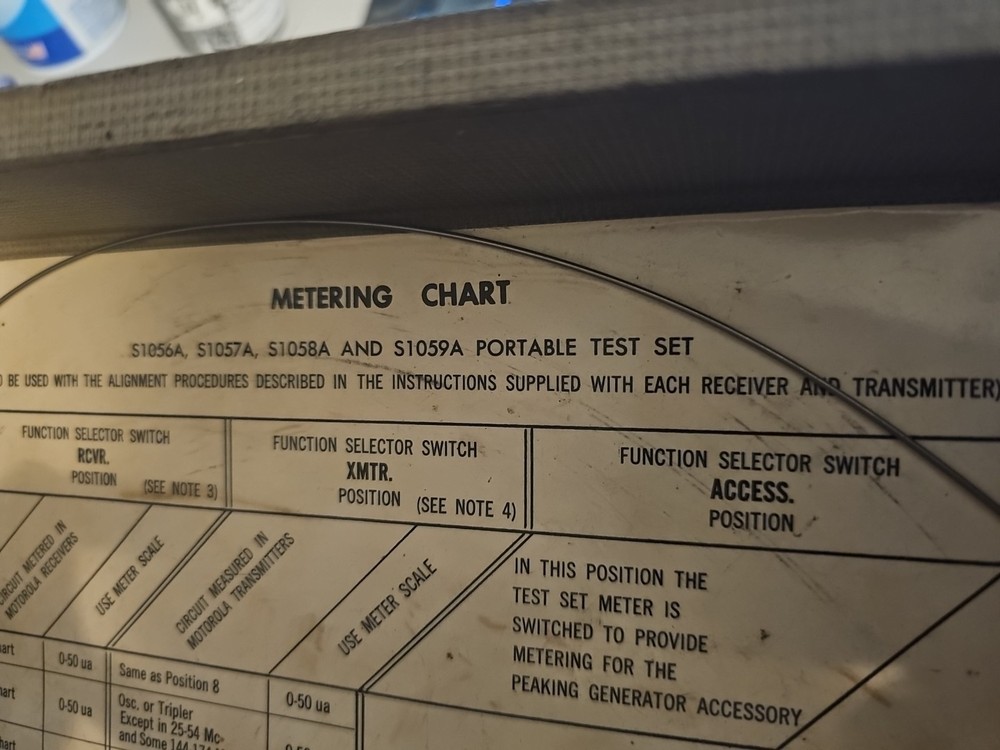 METERING CHART
S1056A, S1057A, S1058A AND S1059A PORTABLE TEST SET
BE USED WITH THE ALIGNMENT PROCEDURES DESCRIBED IN THE INSTRUCTIONS SUPPLIED WITH EACH RECEIVER AND TRANSMITTER)
FUNCTION SELECTOR SWITCH
RCVR.
POSITION (SEE NOTE 3)
FUNCTION SELECTOR SWITCH
XMTR.
POSITION (SEE NOTE 4)
FUNCTION SELECTOR SWITCH
ACCESS.
POSITION
CIRCUIT METERED IN
MOTOROLA RECEIVERS
USE METER SCALE
CIRCUIT MEASURED IN
MOTOROLA TRANSMITTERS
USE METER SCALE
IN THIS POSITION THE
TEST SET METER IS
SWITCHED TO PROVIDE
METERING FOR THE
PEAKING GENERATOR ACCESSORY
0-50 ua
Same as Position 8
0-50 ua
0-50 ua
Osc. or Tripler
Except in 25-54 Mc
and Some